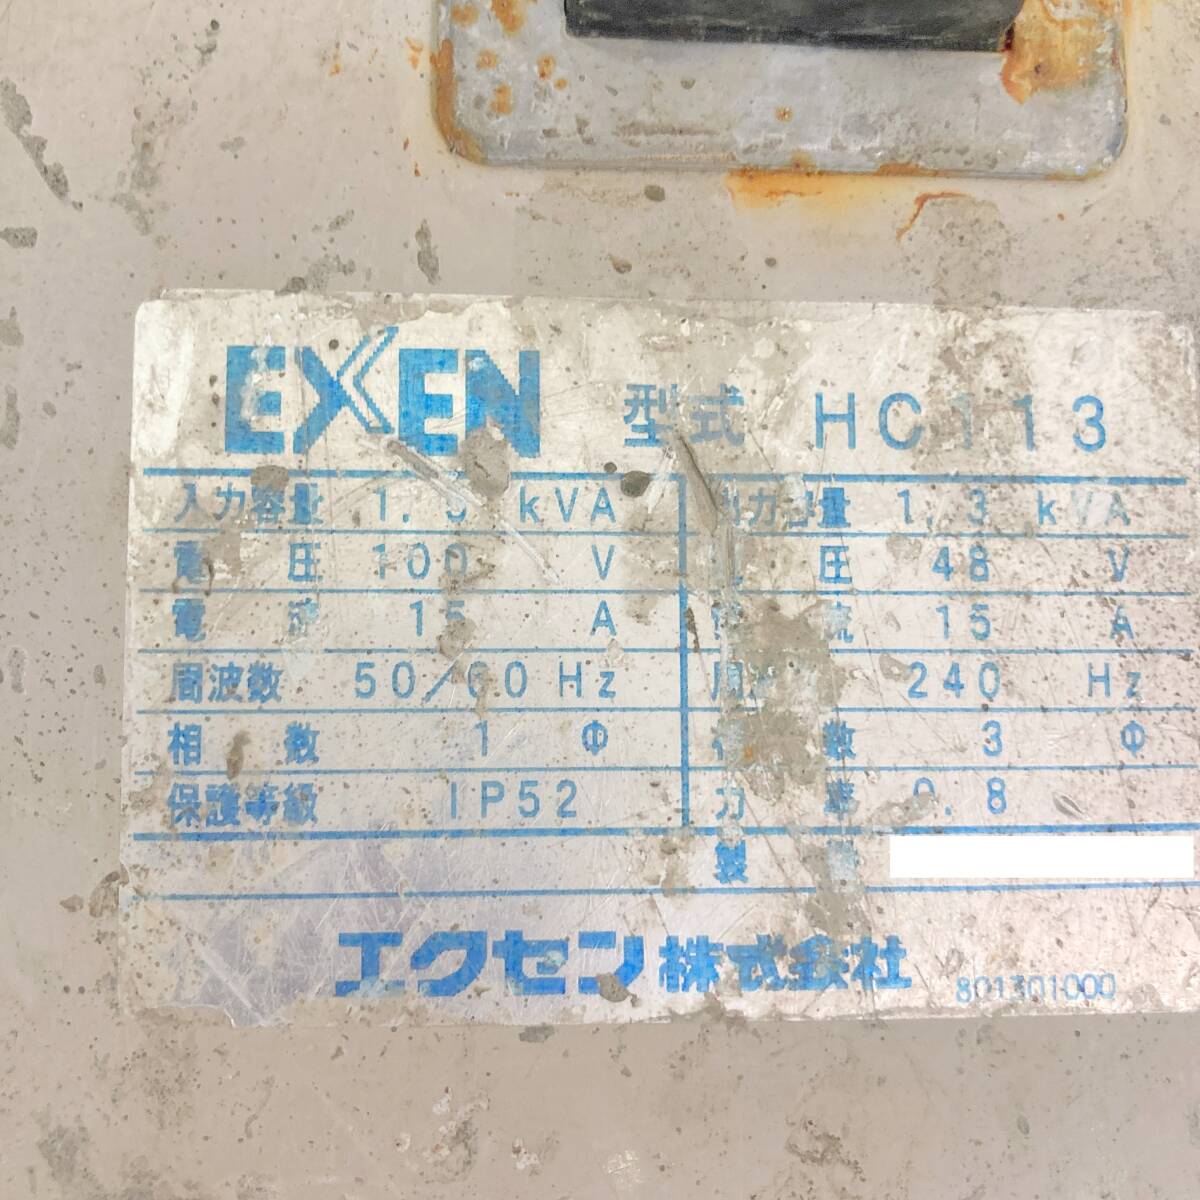 EXEN 型式 HC113
入力容量 1.5 kVA 出力容量 1.3 kVA
電圧 100 V 電圧 48 V
電流 15 A 電流 15 A
周波数 50/60 Hz 周波数 240 Hz
相数 1 Φ 相数 3 Φ
保護等級 IP52 力率 0.8
製
エクセン株式会社 801301000